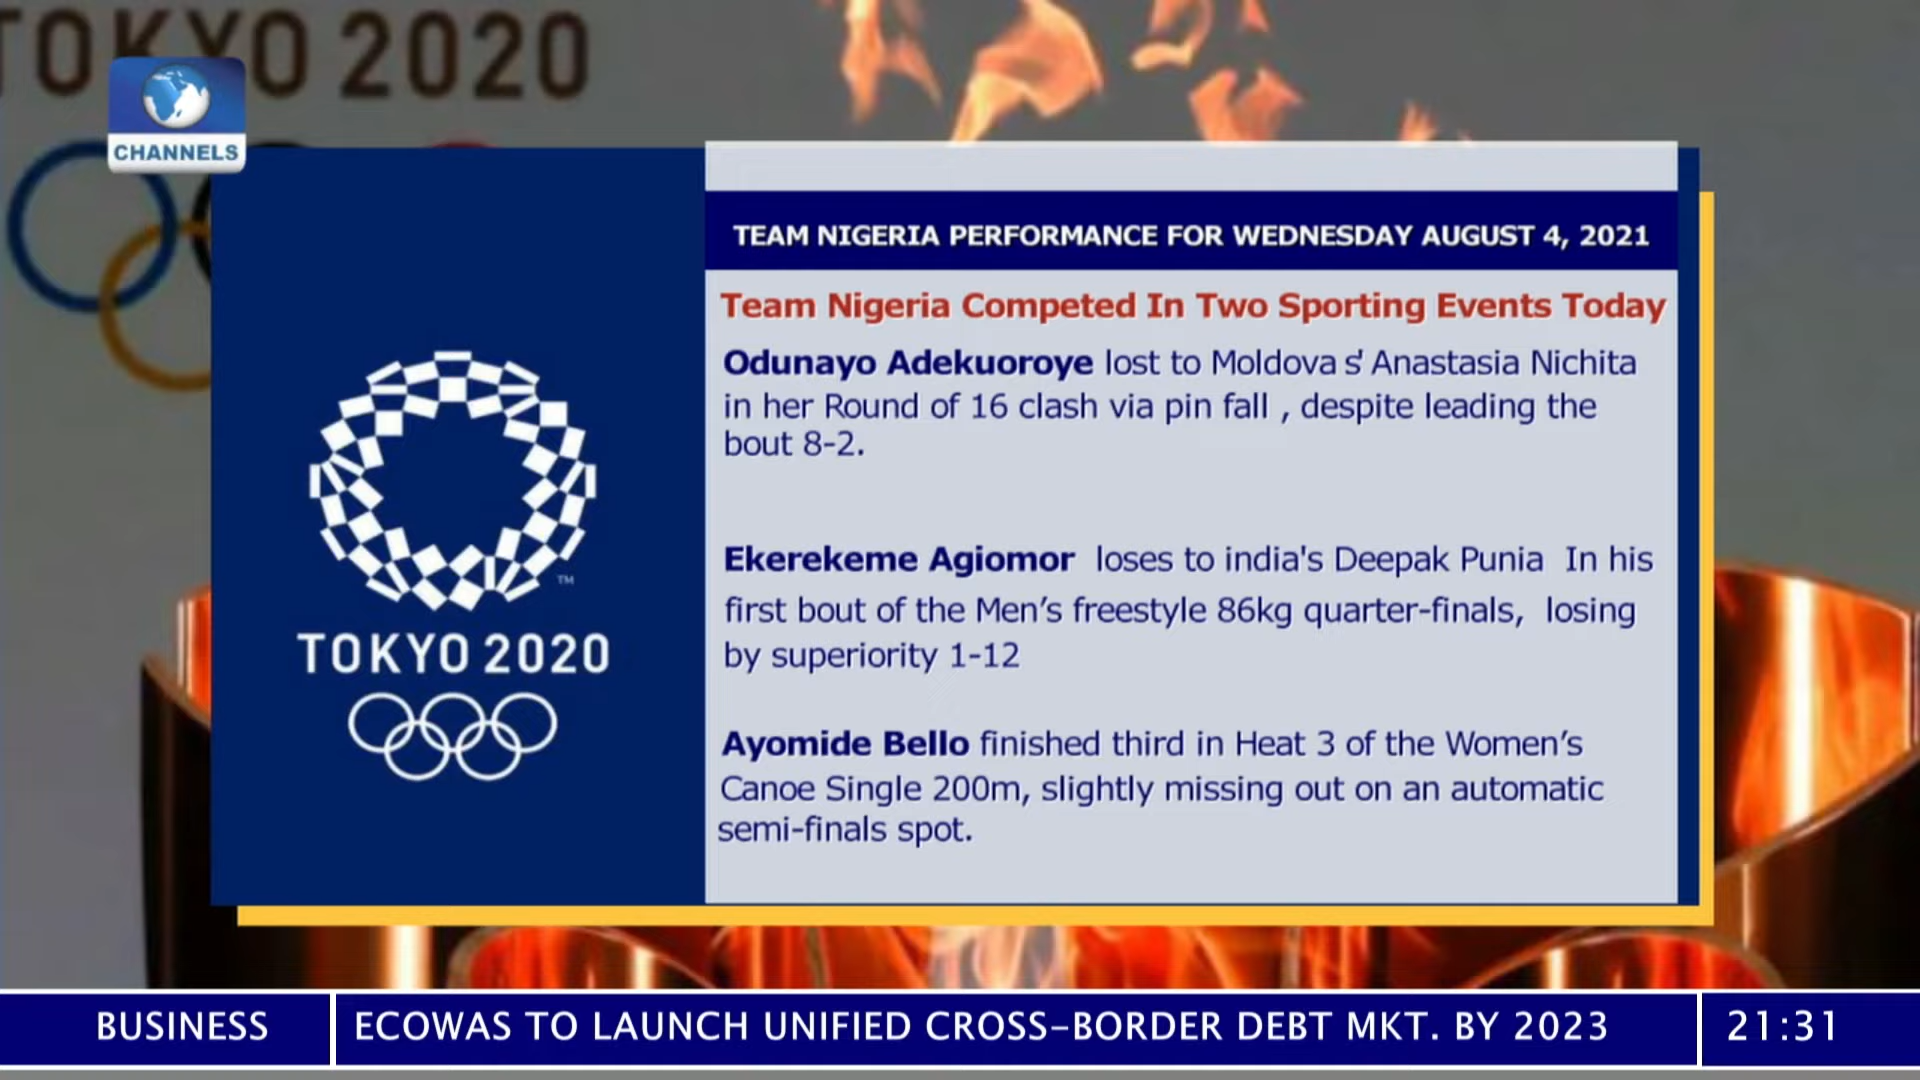 TOKYO 2020
CHANNELS
TEAM NIGERIA PERFORMANCE FOR WEDNESDAY AUGUST 4, 2021
Team Nigeria Competed In Two Sporting Events Today
Odunayo Adekuoroye lost to Moldova s' Anastasia Nichita
in her Round of 16 clash via pin fall , despite leading the
bout 8-2.
Ekerekeme Agiomor loses to india's Deepak Punia In his
first bout of the Men’s freestyle 86kg quarter-finals, losing
by superiority 1-12
Ayomide Bello finished third in Heat 3 of the Women’s
Canoe Single 200m, slightly missing out on an automatic
semi-finals spot.
TM
TOKYO 2020
BUSINESS
ECOWAS TO LAUNCH UNIFIED CROSS-BORDER DEBT MKT. BY 2023
21:31